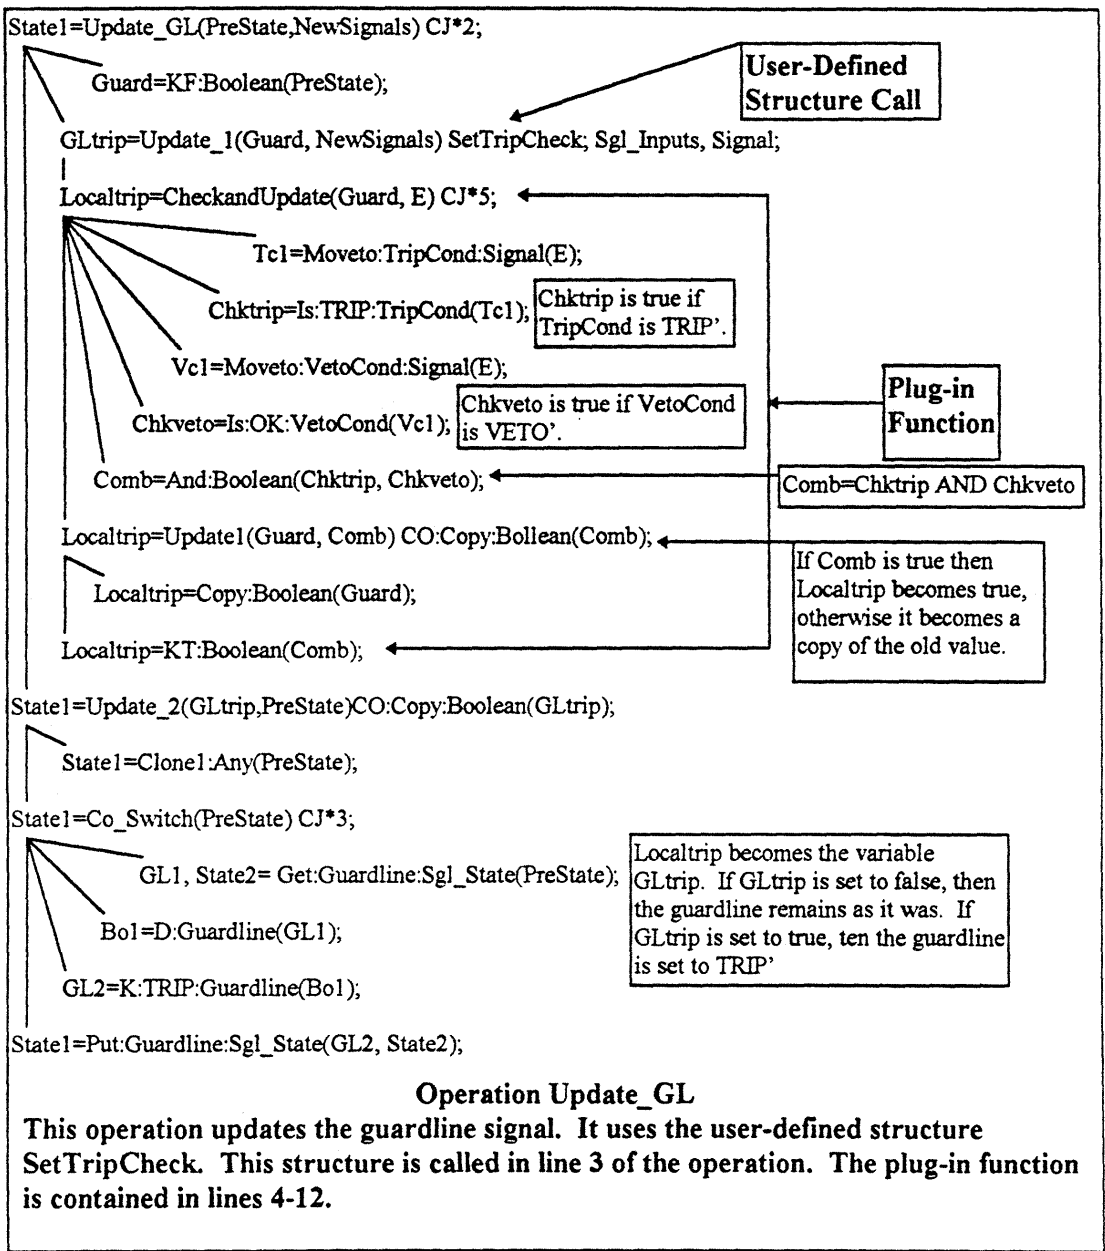 State1=Update_GL(PreState,NewSignals) CJ*2;
Guard=KF:Boolean(PreState);
User-Defined
Structure Call
GLtrip=Update_1(Guard, NewSignals) SetTripCheck; Sgl_Inputs, Signal;
Localtrip=CheckandUpdate(Guard, E) CJ*5;
Tc1=Moveto:TripCond:Signal(E);
Chktrip=Is:TRIP:TripCond(Tc1);
Chktrip is true if
TripCond is TRIP'.
Vc1=Moveto:VetoCond:Signal(E);
Plug-in
Function
Chkveto=Is:OK:VetoCond(Vc1);
Chkveto is true if VetoCond
is VETO'.
Comb=And:Boolean(Chktrip, Chkveto);
Comb=Chktrip AND Chkveto
Localtrip=Update1(Guard, Comb) CO:Copy:Bollean(Comb);
If Comb is true then
Localtrip becomes true,
otherwise it becomes a
copy of the old value.
Localtrip=Copy:Boolean(Guard);
Localtrip=KT:Boolean(Comb);
State1=Update_2(GLtrip,PreState)CO:Copy:Boolean(GLtrip);
State1=Clone1:Any(PreState);
State1=Co_Switch(PreState) CJ*3;
GL1, State2= Get:Guardline:Sgl_State(PreState);
Localtrip becomes the variable
GLtrip. If GLtrip is set to false, then
the guardline remains as it was. If
GLtrip is set to true, ten the guardline
is set to TRIP'
Bo1=D:Guardline(GL1);
GL2=K:TRIP:Guardline(Bo1);
State1=Put:Guardline:Sgl_State(GL2, State2);
Operation Update_GL
This operation updates the guardline signal. It uses the user-defined structure
SetTripCheck. This structure is called in line 3 of the operation. The plug-in function
is contained in lines 4-12.